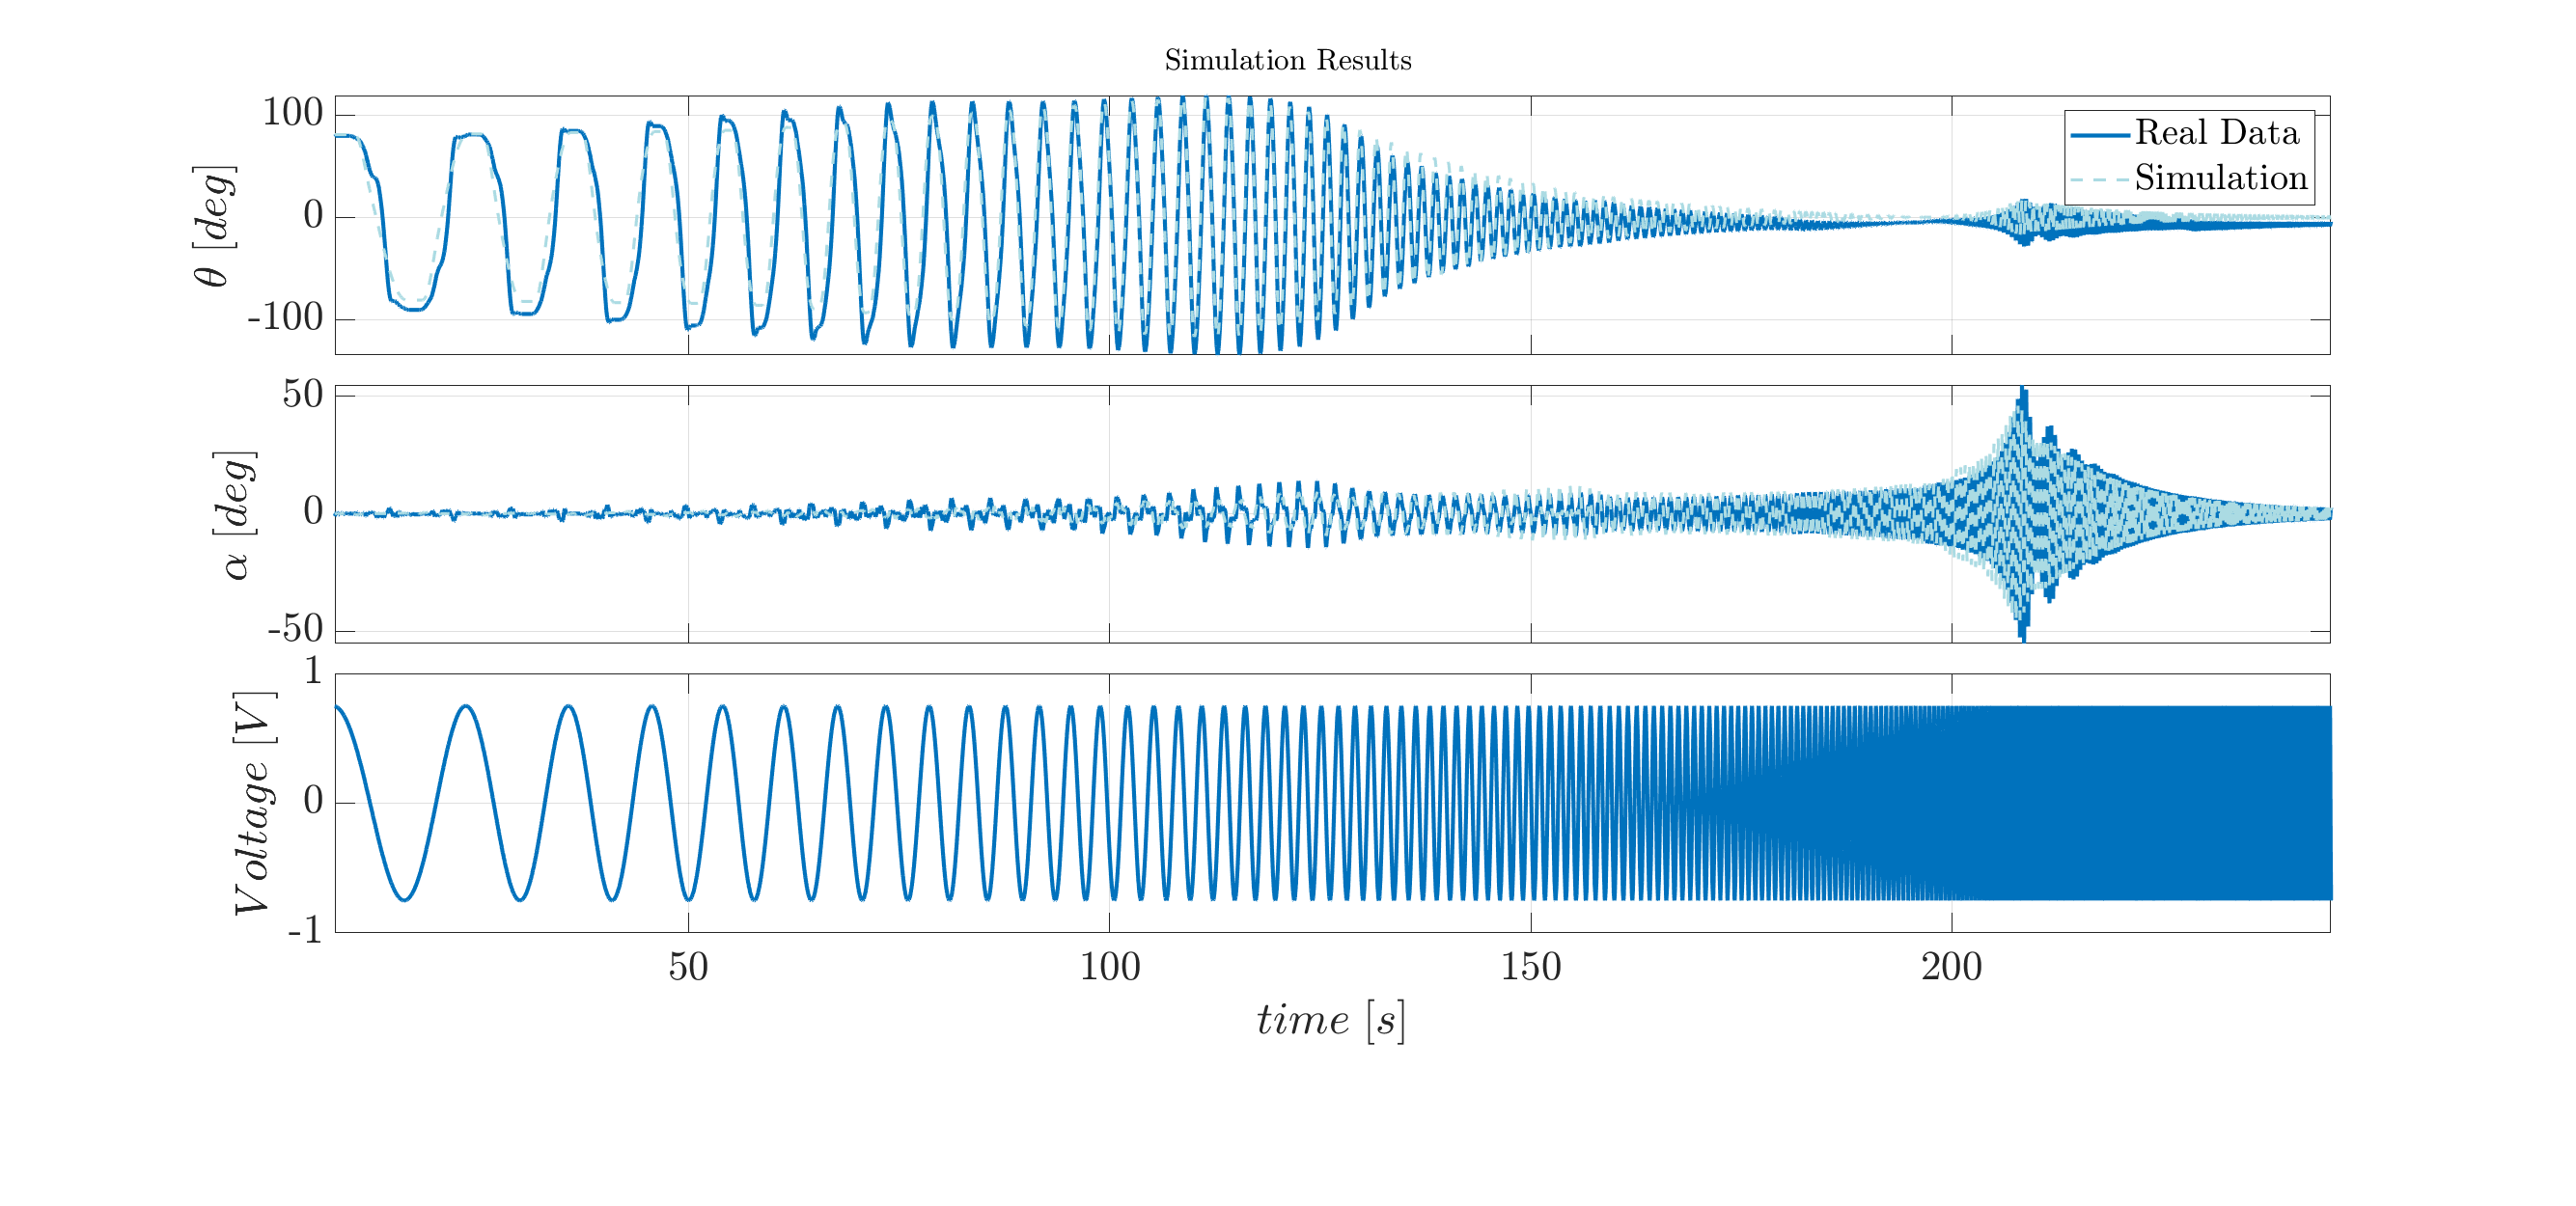 Simulation Results
100
0
-100
θ [deg]
Real Data
Simulation
50
0
-50
α [deg]
1
0
-1
Voltage [V]
50
100
150
200
time [s]